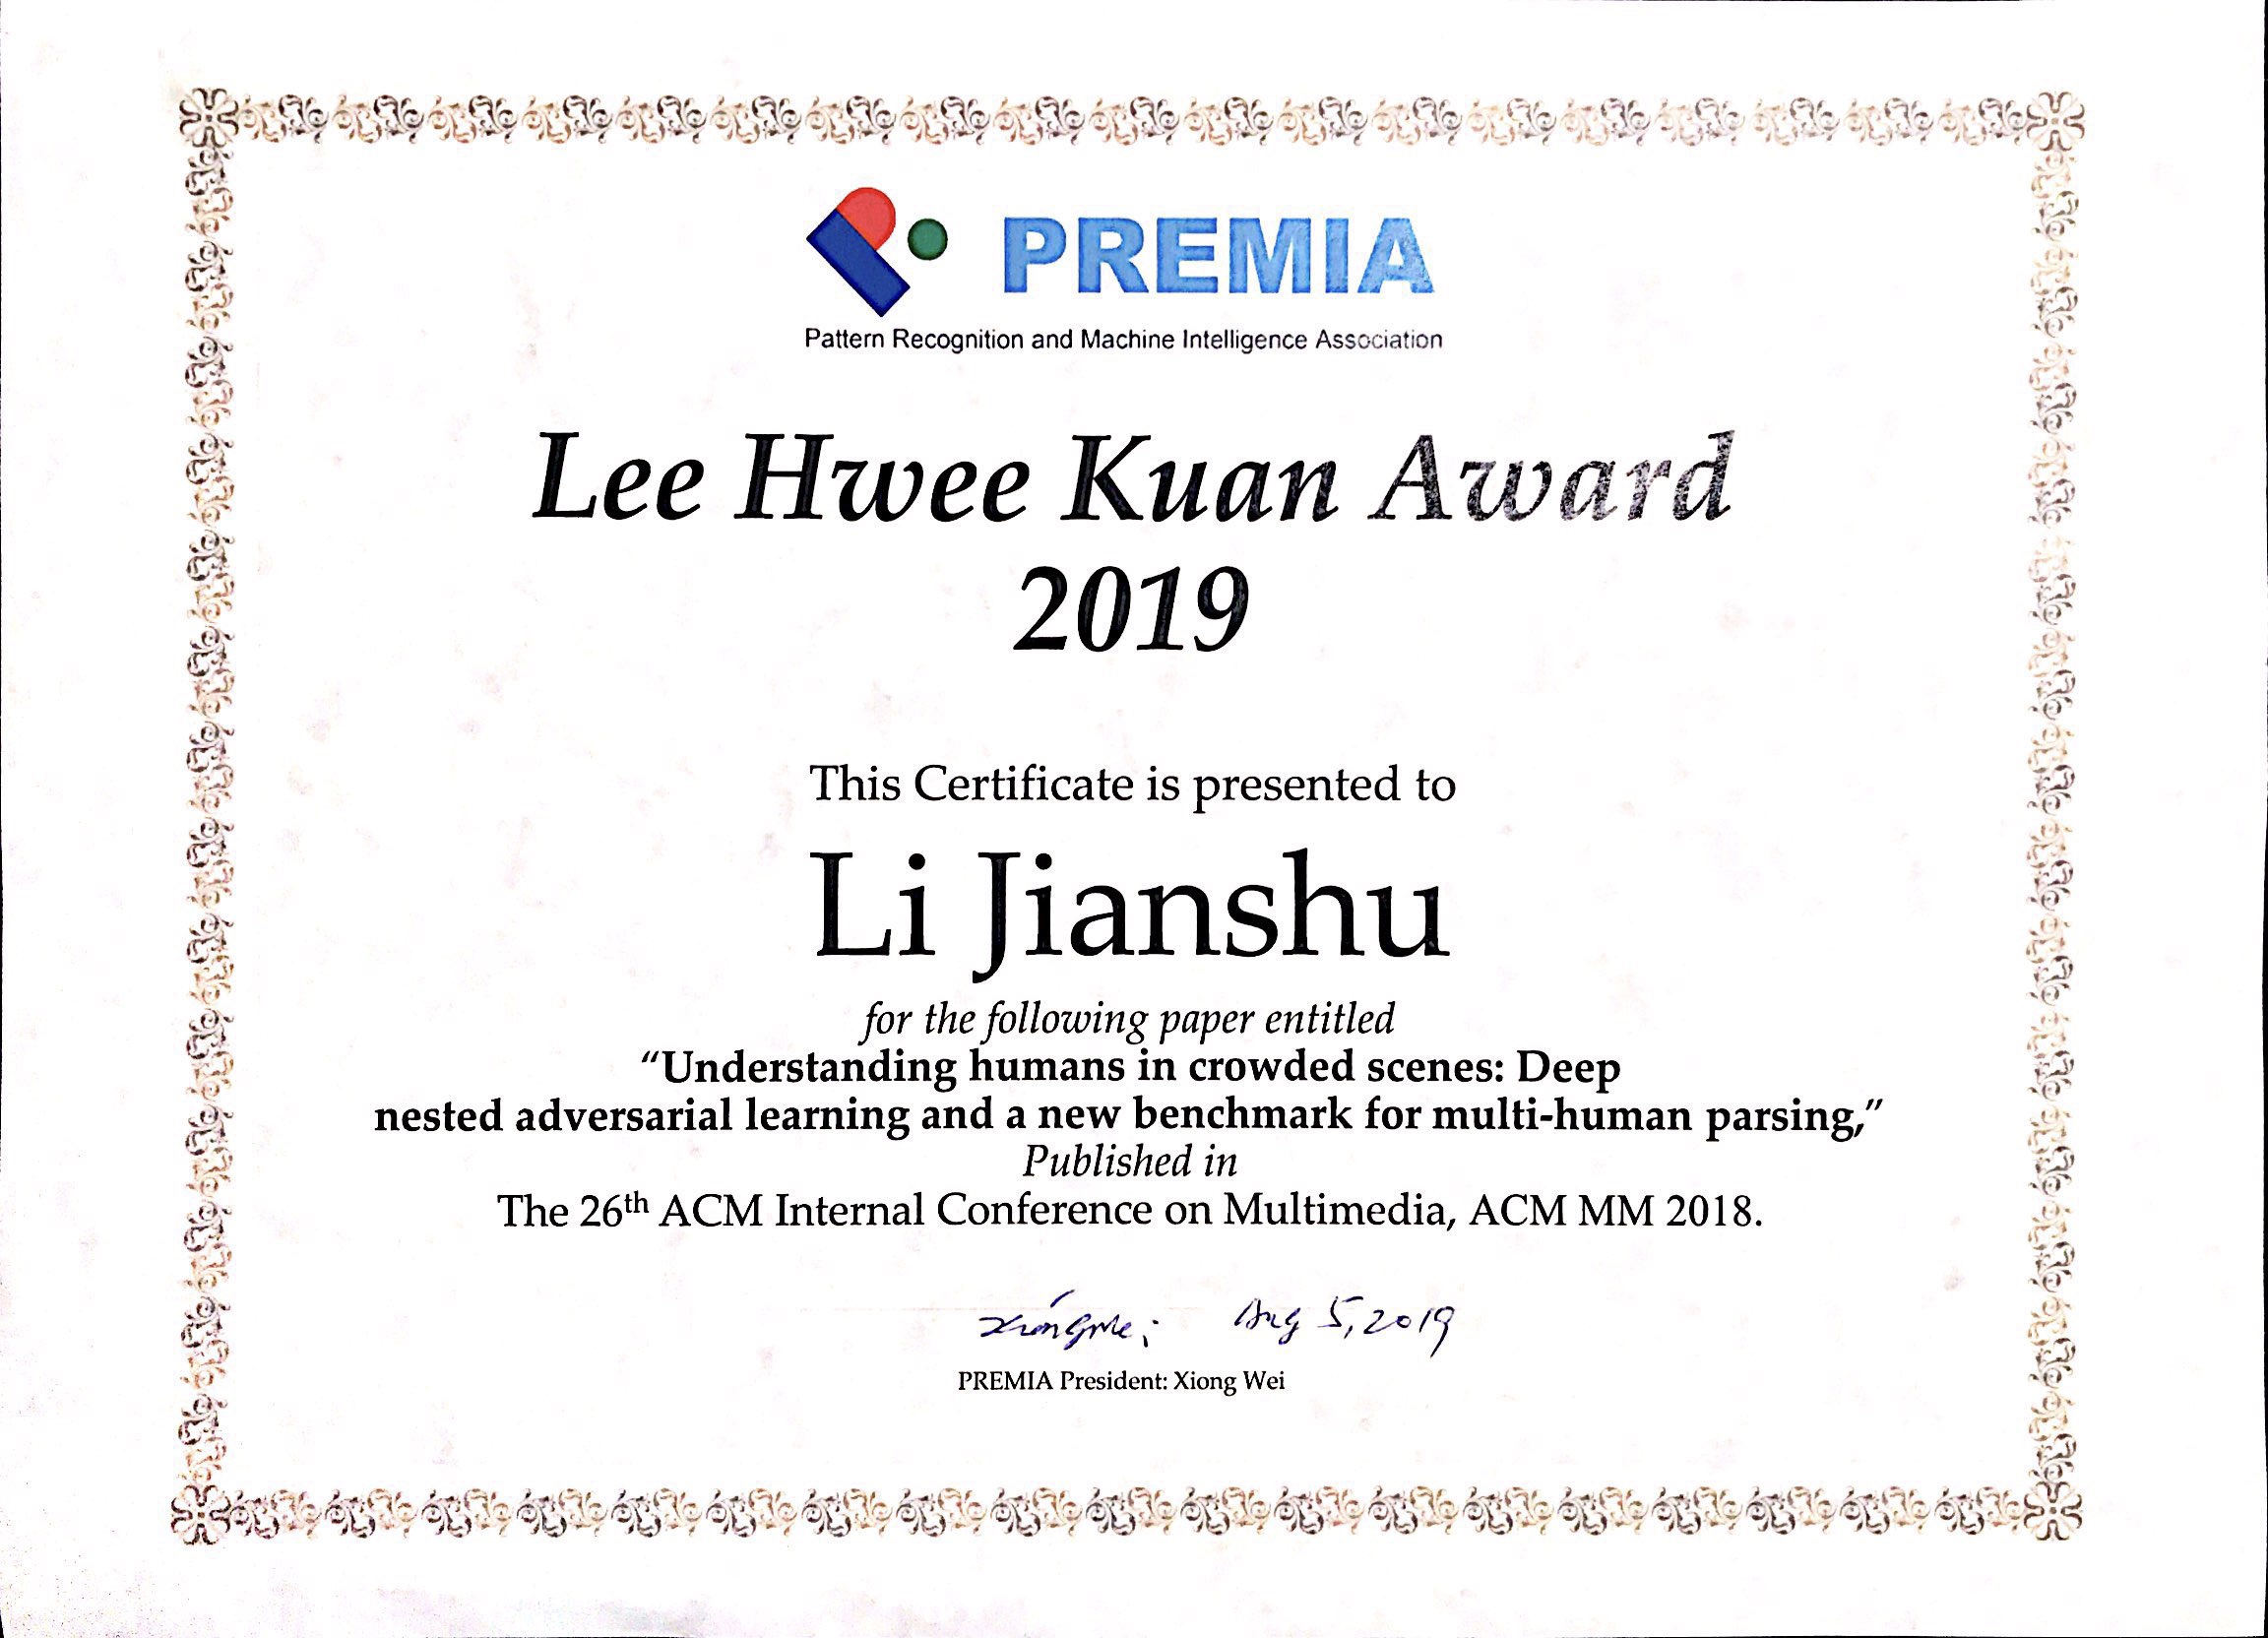 PREMIA
Pattern Recognition and Machine Intelligence Association
Lee Hwee Kuan Award
2019
This Certificate is presented to
Li Jianshu
for the following paper entitled
“Understanding humans in crowded scenes: Deep
nested adversarial learning and a new benchmark for multi-human parsing,”
Published in
The 26th ACM Internal Conference on Multimedia, ACM MM 2018.
Xiong Wei Aug 5, 2019
PREMIA President: Xiong Wei